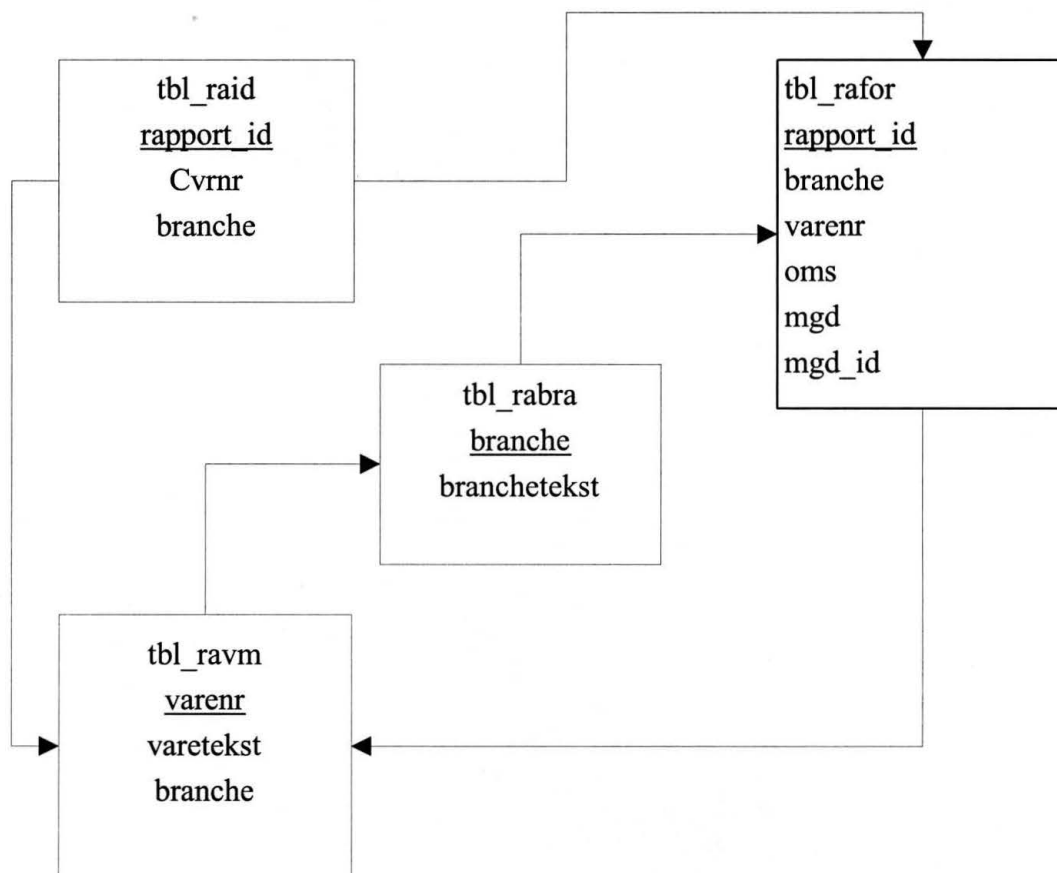 tbl_raid
rapport_id
Cvrnr
branche
tbl_rafor
rapport_id
branche
varenr
oms
mgd
mgd_id
tbl_rabra
branche
branchetekst
tbl_ravm
varenr
varetekst
branche